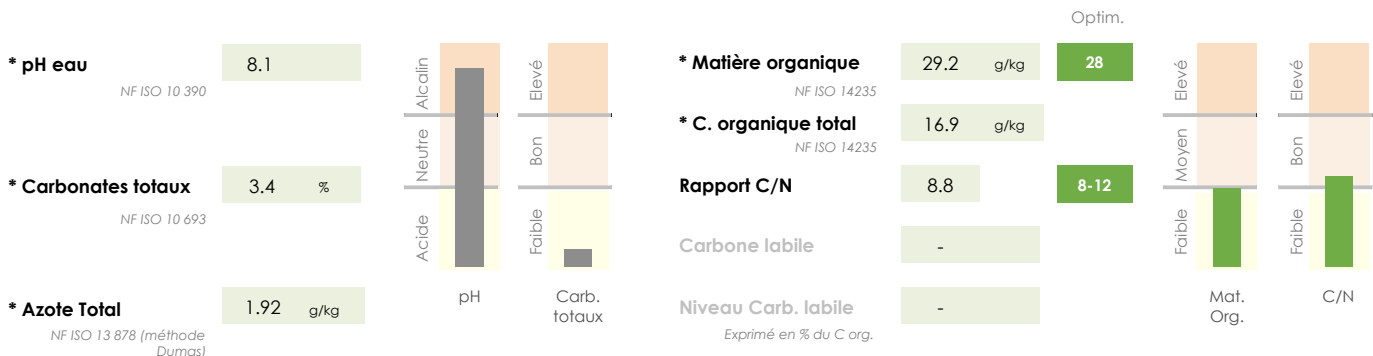 Optim.
* pH eau 8.1
NF ISO 10 390
Alcalin
Neutre
Acide
Elevé
Bon
Faible
* Carbonates totaux 3.4 %
NF ISO 10 693
* Azote Total 1.92 g/kg
NF ISO 13 878 (méthode
Dumas)
pH
Carb.
totaux
* Matière organique 29.2 g/kg 28
NF ISO 14235
* C. organique total 16.9 g/kg
NF ISO 14235
Rapport C/N 8.8 8-12
Carbone labile -
Niveau Carb. labile -
Exprimé en % du C org.
Elevé
Moyen
Faible
Elevé
Bon
Faible
Mat.
Org.
C/N